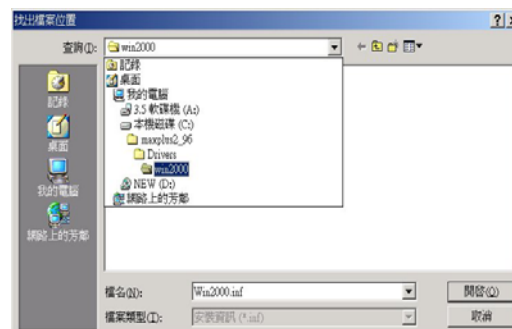 找出檔案位置
查詢(I):
win2000
記錄
桌面
我的電腦
3.5 軟碟機 (A:)
本機磁碟 (C:)
maxplus2_96
Drivers
win2000
NEW (D:)
網路上的芳鄰
記錄
桌面
我的電腦
網路上的芳鄰
檔名(N):
Win2000.inf
開啟(O)
檔案類型(T):
安裝資訊 (*.inf)
取消